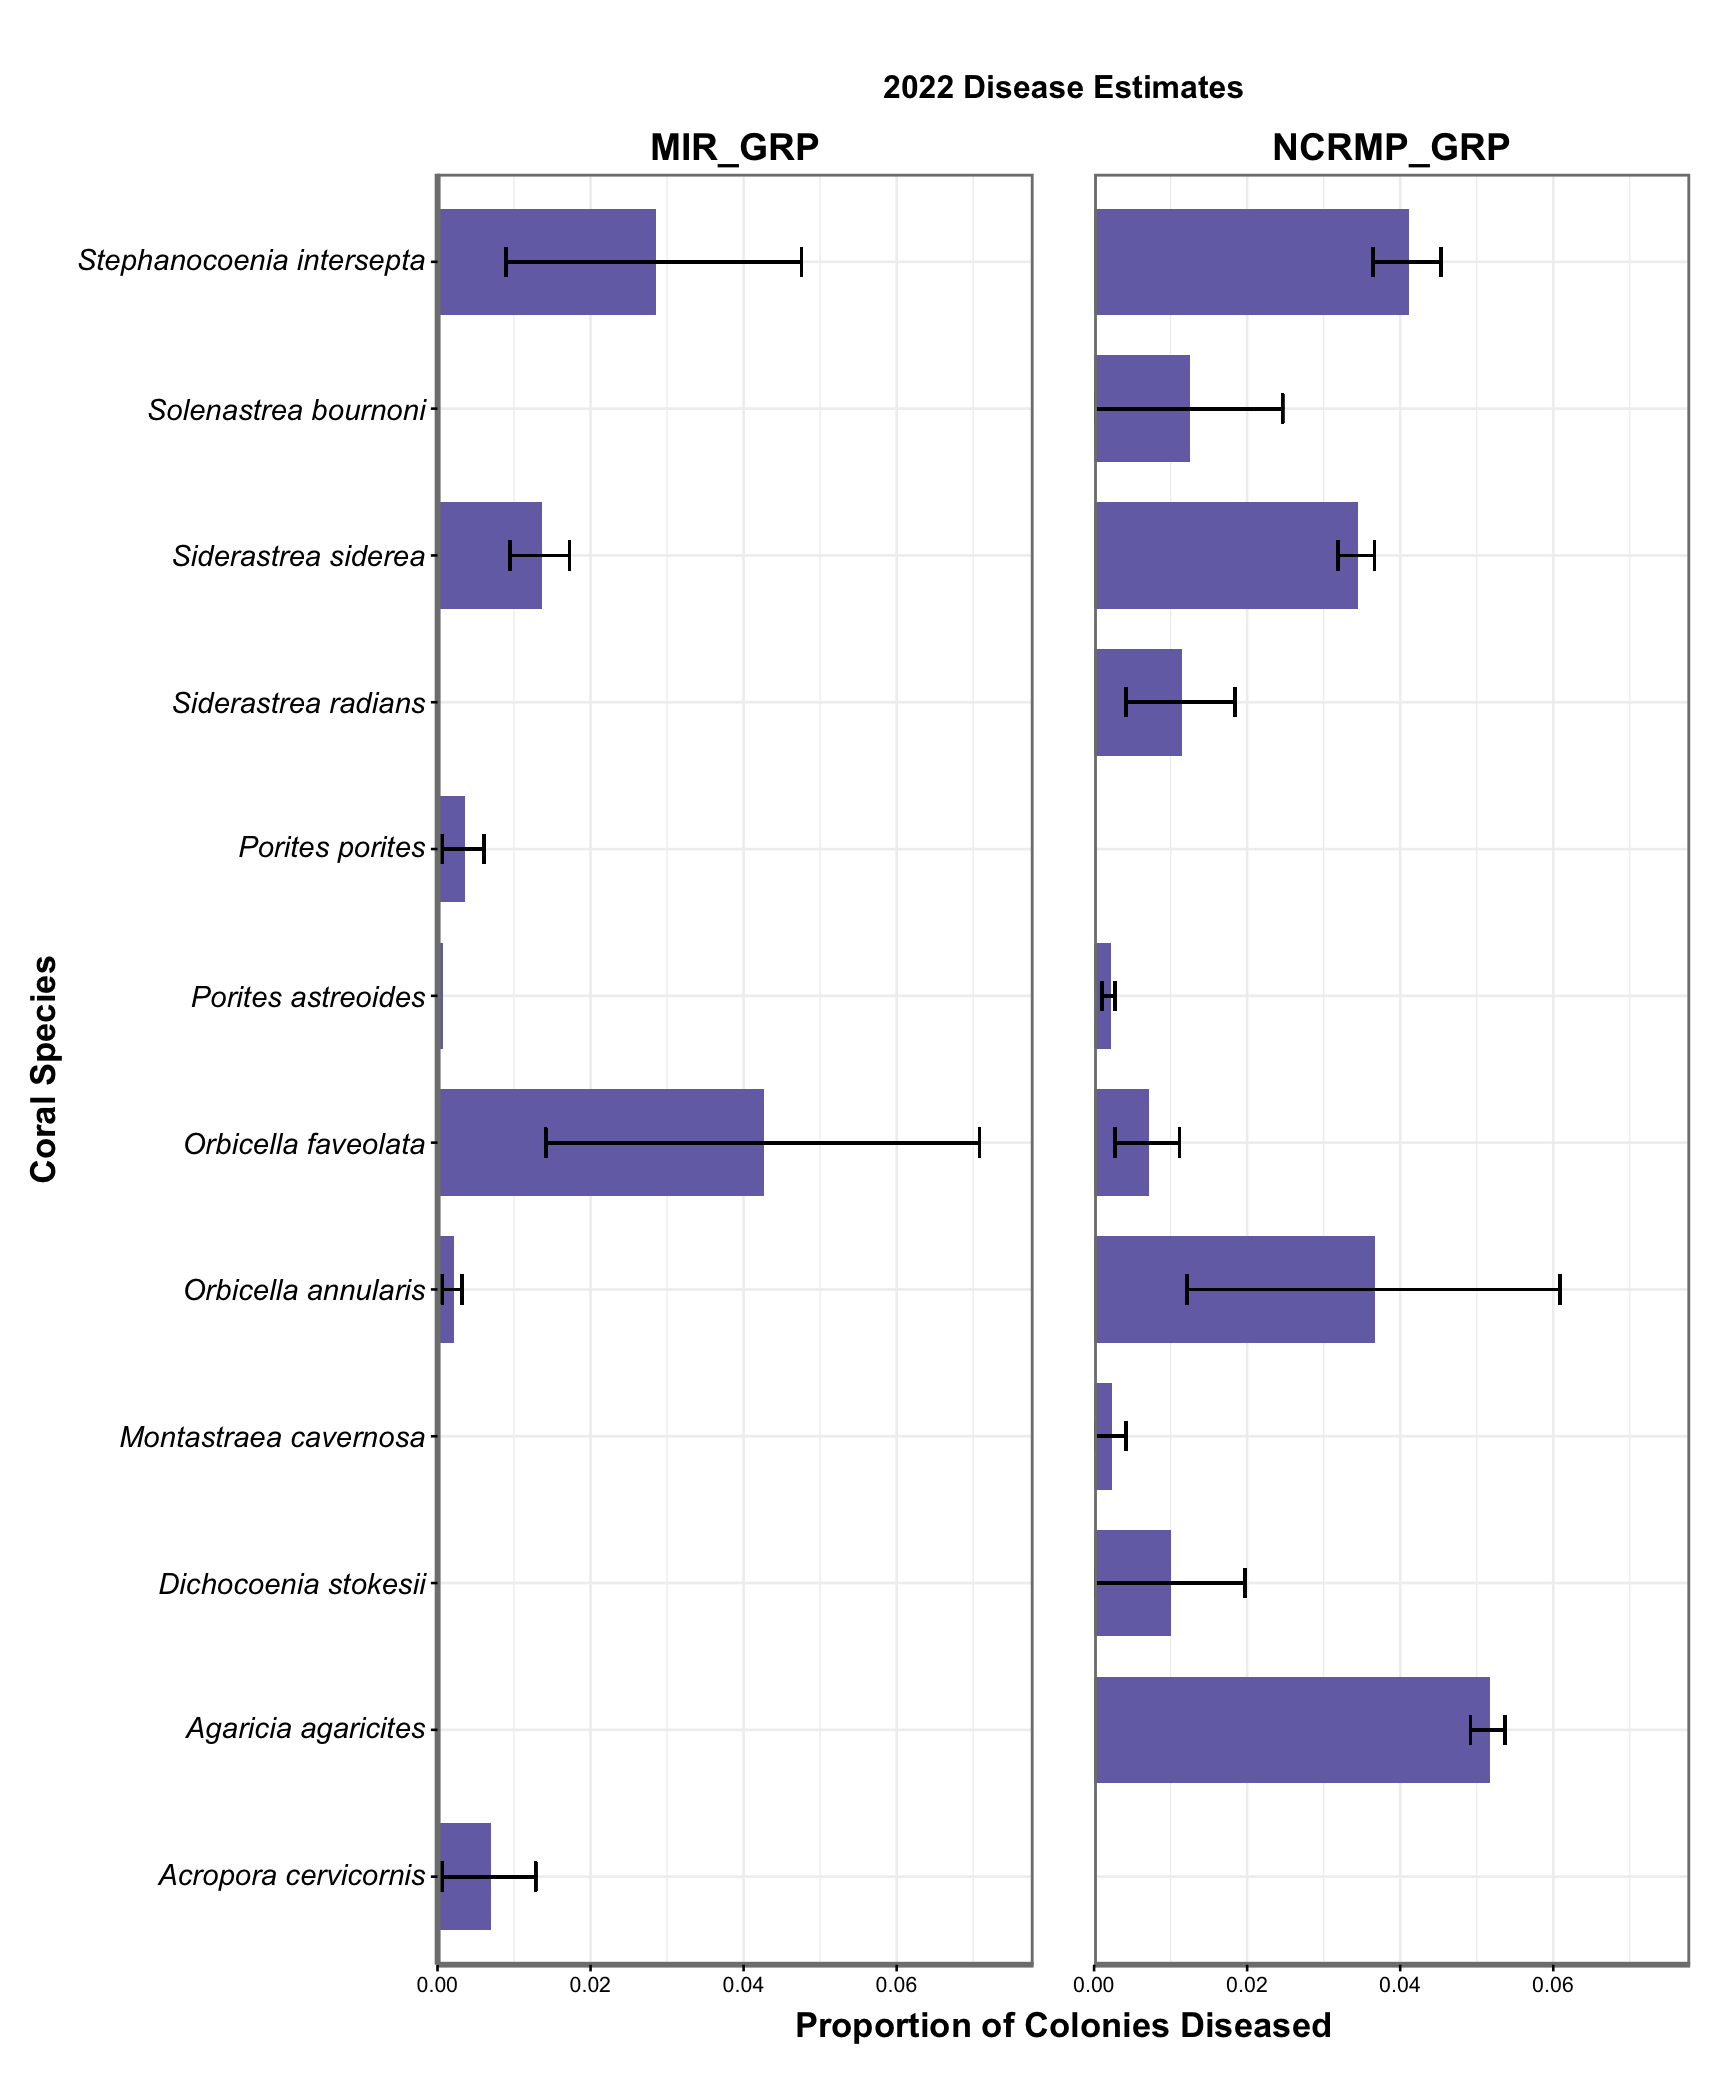 2022 Disease Estimates
MIR_GRP
NCRMP_GRP
Stephanocoenia intersepta
Solenastrea bournoni
Siderastrea siderea
Siderastrea radians
Porites porites
Porites astreoides
Orbicella faveolata
Orbicella annularis
Montastraea cavernosa
Dichocoenia stokesii
Agaricia agaricites
Acropora cervicornis
Coral Species
0.00 0.02 0.04 0.06
0.00 0.02 0.04 0.06
Proportion of Colonies Diseased